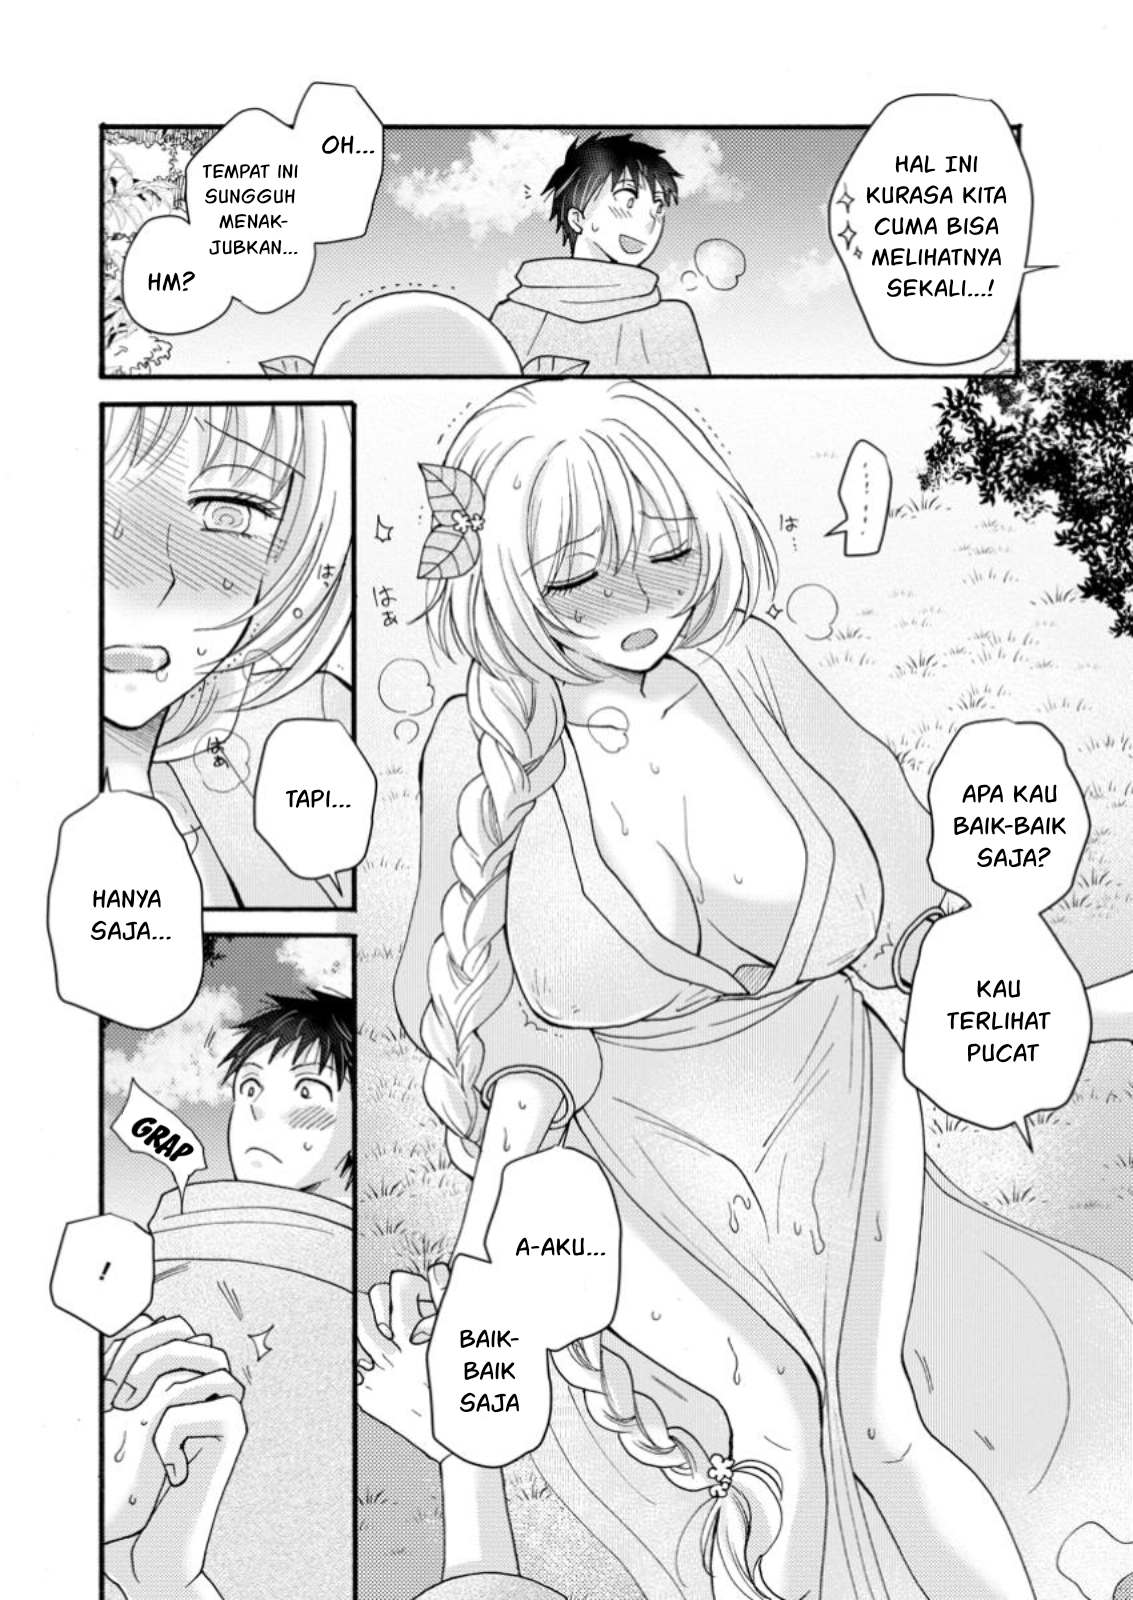 HAL INI
KURASA KITA
CUMA BISA
MELIHATNYA
SEKALI...!
OH...
TEMPAT INI
SUNGGUH
MENAK-
JUBKAN...
HM?
.......
...
は…
はぁ
APA KAU
BAIK-BAIK
SAJA?
KAU
TERLIHAT
PUCAT
A-AKU...
BAIK-
BAIK
SAJA
は、
はぁ
TAPI...
HANYA
SAJA...
GRAP
!